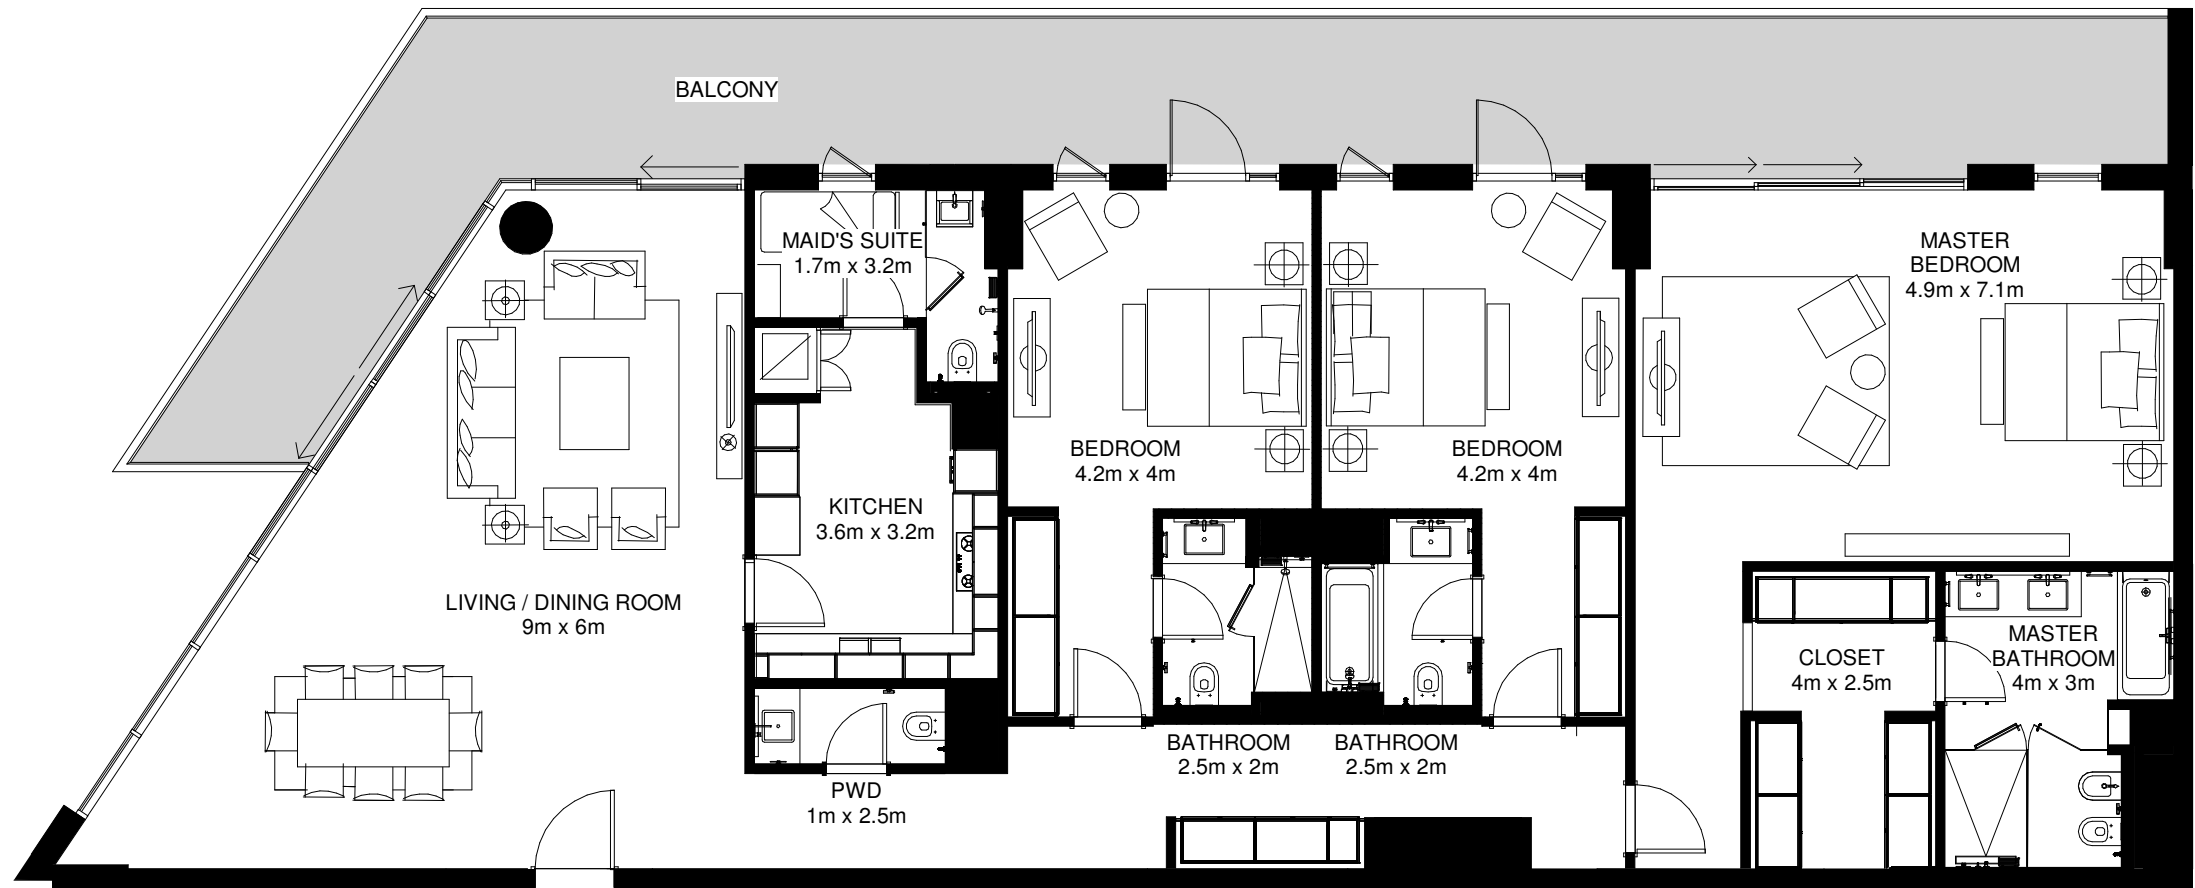 BALCONY
MAID'S SUITE
1.7m x 3.2m
MASTER
BEDROOM
4.9m x 7.1m
BEDROOM
4.2m x 4m
BEDROOM
4.2m x 4m
KITCHEN
3.6m x 3.2m
LIVING / DINING ROOM
9m x 6m
MASTER
BATHROOM
4m x 3m
CLOSET
4m x 2.5m
BATHROOM
2.5m x 2m
BATHROOM
2.5m x 2m
PWD
1m x 2.5m